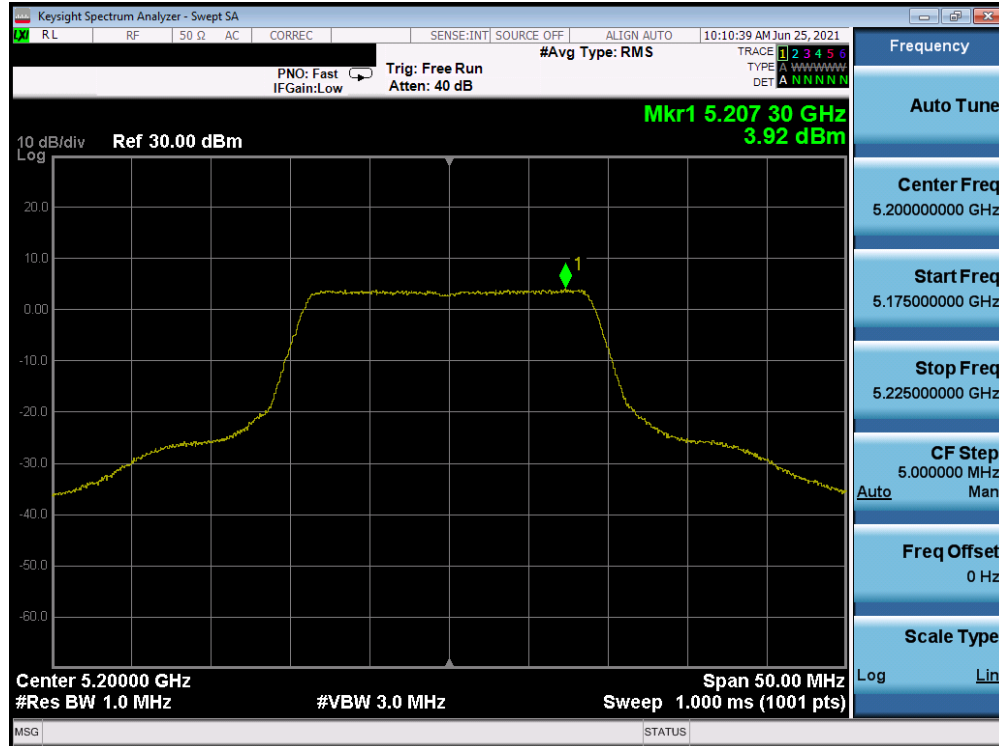 Keysight Spectrum Analyzer - Swept SA
LXI RL RF 50 Ω AC CORREC SENSE:INT SOURCE OFF ALIGN AUTO 10:10:39 AM Jun 25, 2021
#Avg Type: RMS
TRACE 1 2 3 4 5 6
TYPE A WWWWW
DET A N N N N N
PNO: Fast
IFGain:Low
Trig: Free Run
Atten: 40 dB
Mkr1 5.207 30 GHz
3.92 dBm
10 dB/div Ref 30.00 dBm
Log
1
20.0
10.0
0.00
-10.0
-20.0
-30.0
-40.0
-50.0
-60.0
Center 5.20000 GHz Span 50.00 MHz
#Res BW 1.0 MHz #VBW 3.0 MHz Sweep 1.000 ms (1001 pts)
MSG STATUS
Frequency
Auto Tune
Center Freq
5.200000000 GHz
Start Freq
5.175000000 GHz
Stop Freq
5.225000000 GHz
CF Step
5.000000 MHz
Auto Man
Freq Offset
0 Hz
Scale Type
Log Lin